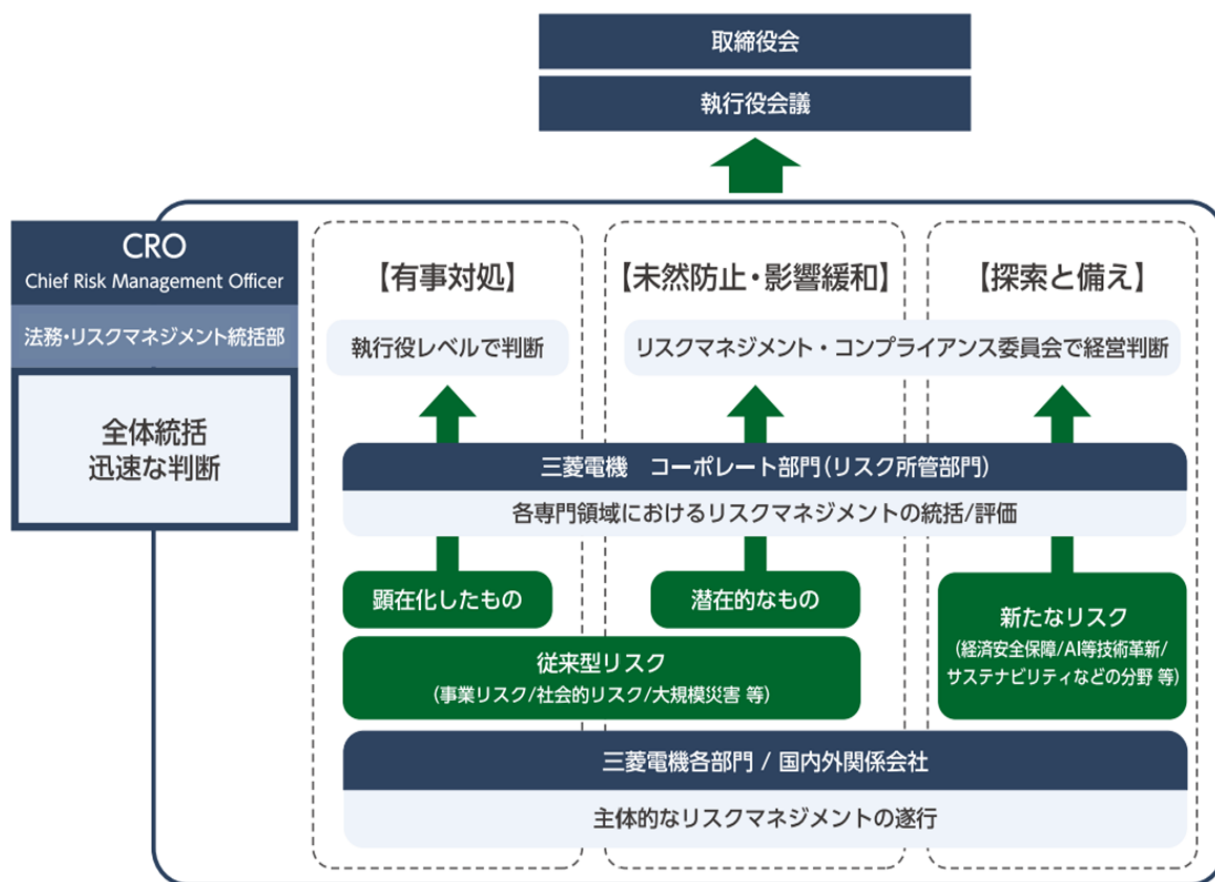 取締役会
執行役会議
CRO
Chief Risk Management Officer
法務・リスクマネジメント統括部
全体統括
迅速な判断
【有事対処】
【未然防止・影響緩和】
【探索と備え】
執行役レベルで判断
リスクマネジメント・コンプライアンス委員会で経営判断
三菱電機　コーポレート部門(リスク所管部門)
各専門領域におけるリスクマネジメントの統括/評価
顕在化したもの
潜在的なもの
従来型リスク
(事業リスク/社会的リスク/大規模災害 等)
新たなリスク
(経済安全保障/AI等技術革新/
サステナビリティなどの分野 等)
三菱電機各部門 / 国内外関係会社
主体的なリスクマネジメントの遂行